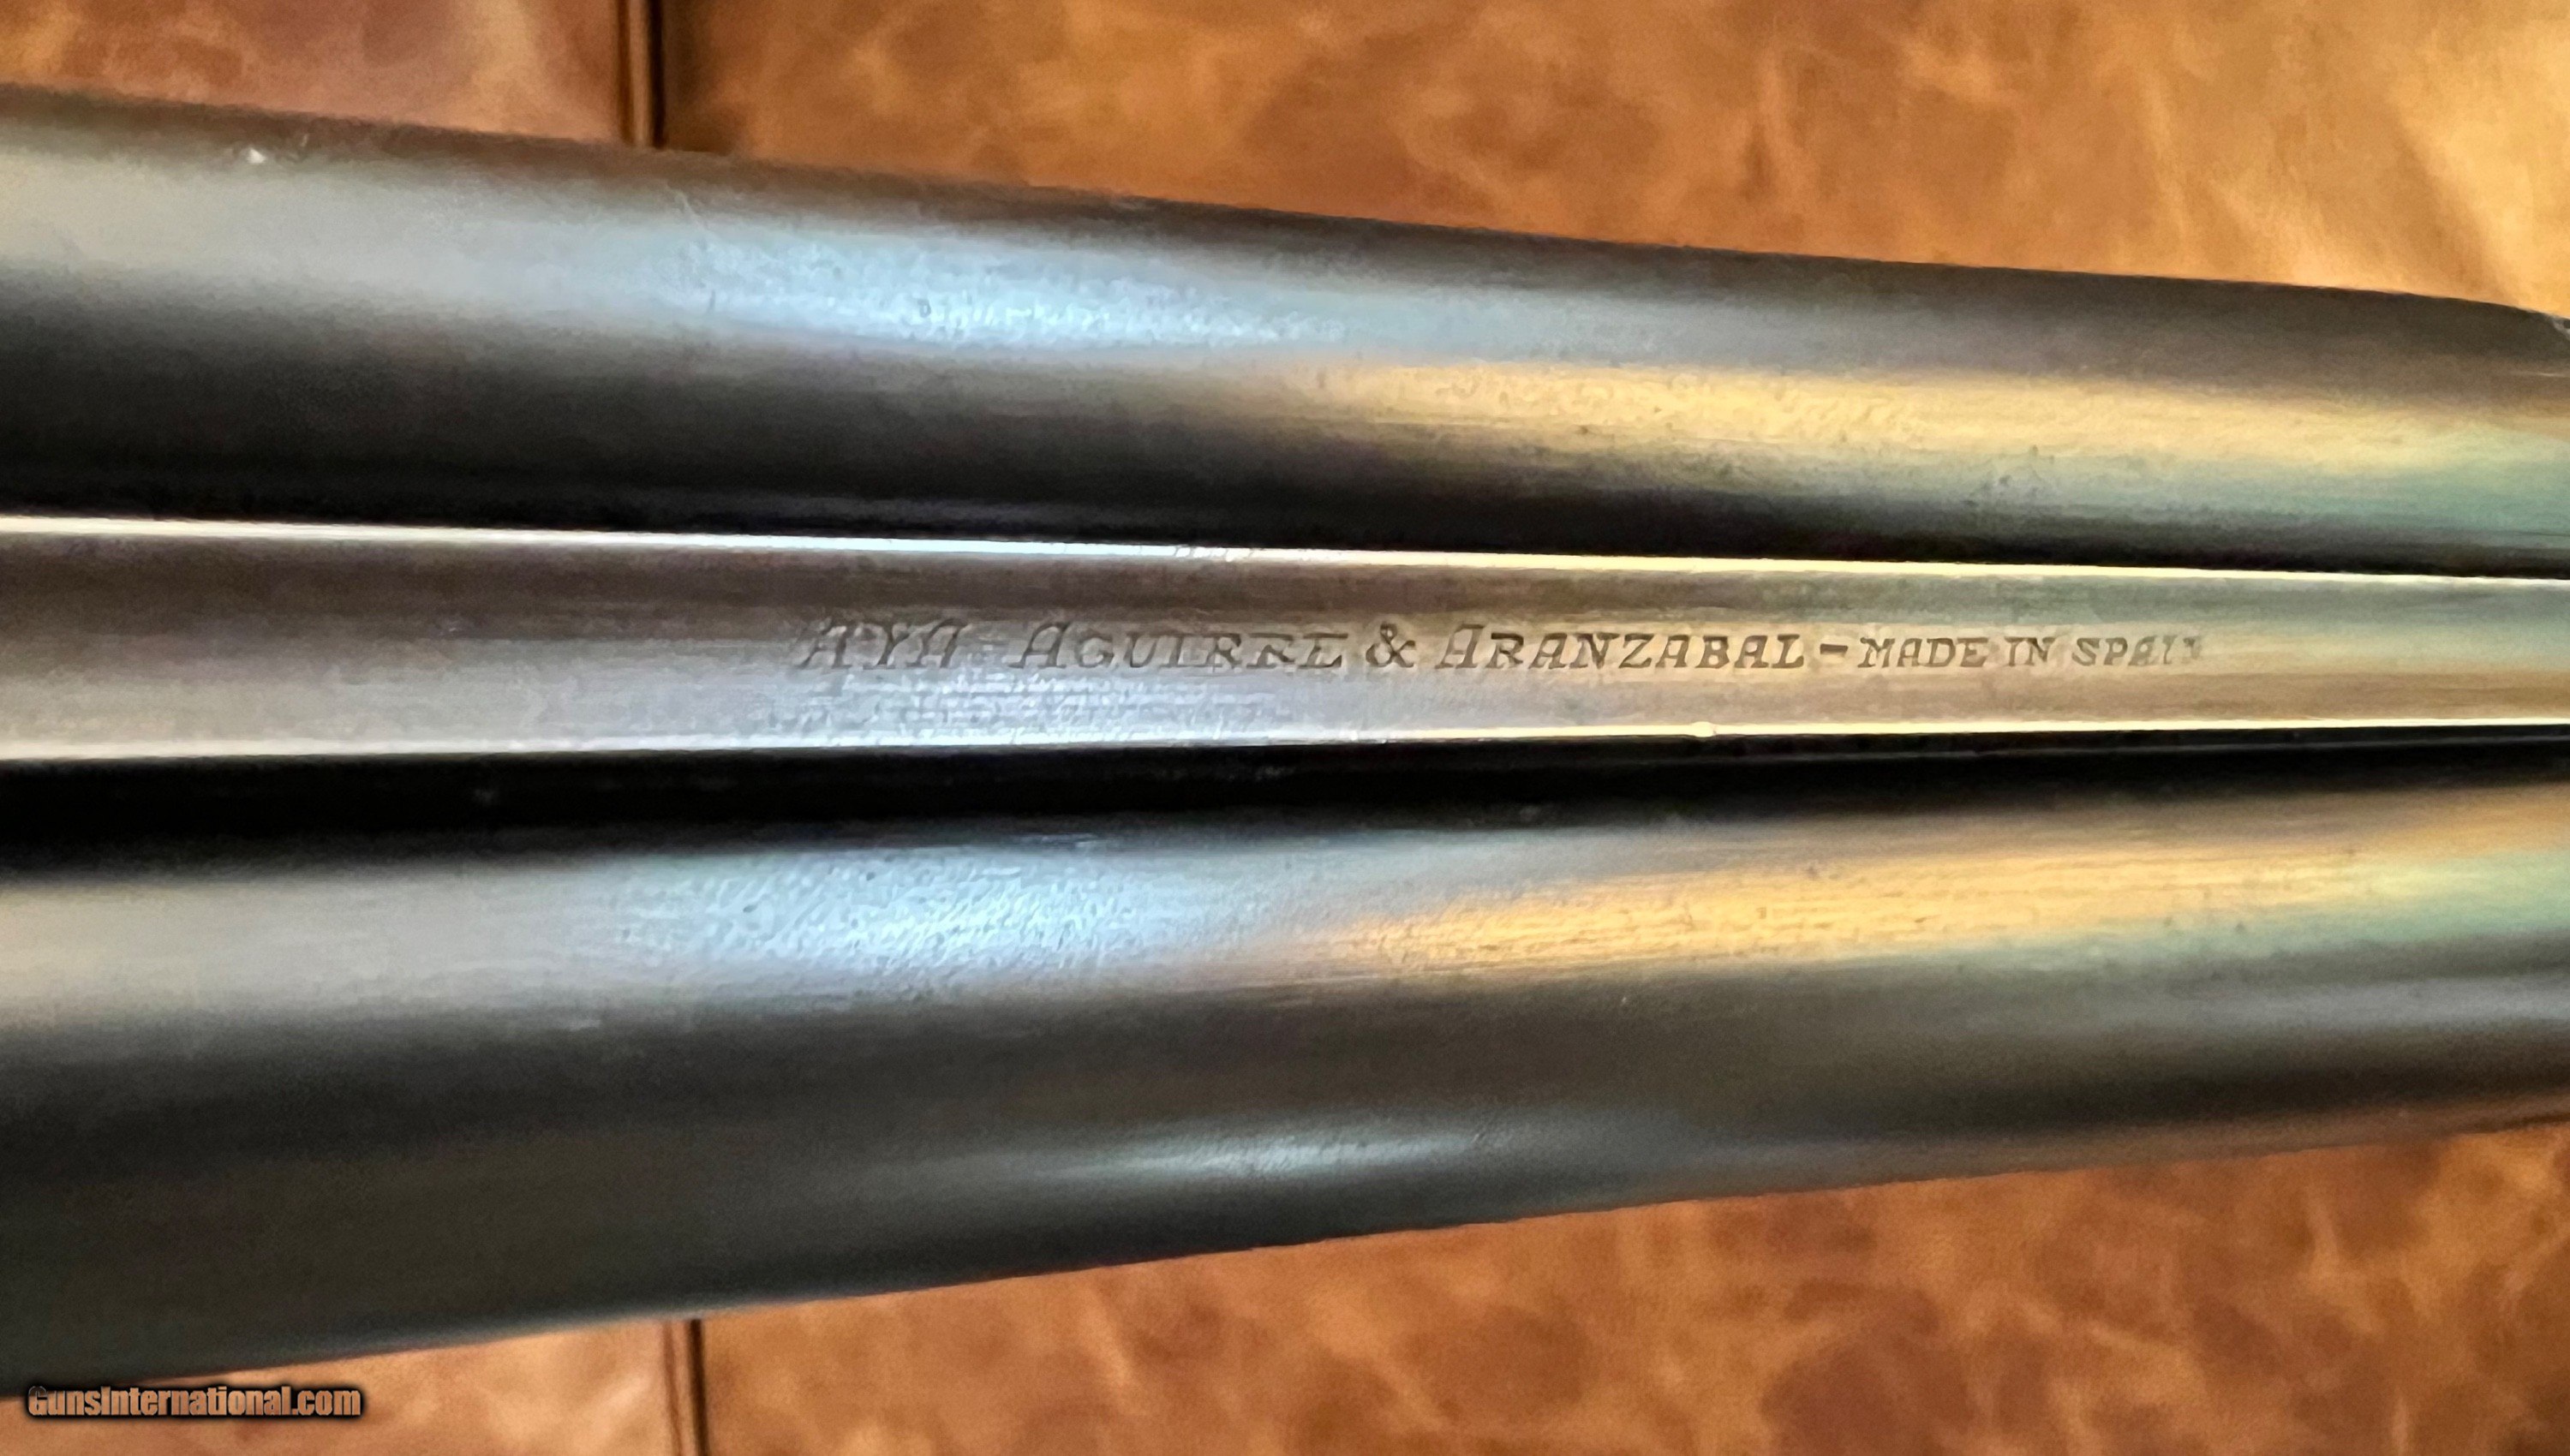 AYA - AGUIRRE & ARANZABAL - MADE IN SPAIN
GunsInternational.com